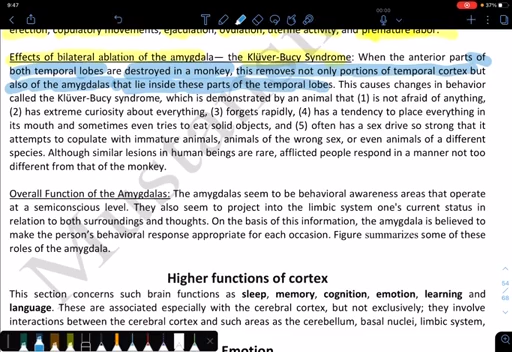 9:47
00:00
erection, copulatory movements, ejaculation, ovulation, uterine activity, and premature labor.
Effects of bilateral ablation of the amygdala— the Klüver-Bucy Syndrome: When the anterior parts of
both temporal lobes are destroyed in a monkey, this removes not only portions of temporal cortex but
also of the amygdalas that lie inside these parts of the temporal lobes. This causes changes in behavior
called the Klüver-Bucy syndrome, which is demonstrated by an animal that (1) is not afraid of anything,
(2) has extreme curiosity about everything, (3) forgets rapidly, (4) has a tendency to place everything in
its mouth and sometimes even tries to eat solid objects, and (5) often has a sex drive so strong that it
attempts to copulate with immature animals, animals of the wrong sex, or even animals of a different
species. Although similar lesions in human beings are rare, afflicted people respond in a manner not too
different from that of the monkey.
Overall Function of the Amygdalas: The amygdalas seem to be behavioral awareness areas that operate
at a semiconscious level. They also seem to project into the limbic system one's current status in
relation to both surroundings and thoughts. On the basis of this information, the amygdala is believed to
make the person's behavioral response appropriate for each occasion. Figure summarizes some of these
roles of the amygdala.
Higher functions of cortex
This section concerns such brain functions as sleep, memory, cognition, emotion, learning and
language. These are associated especially with the cerebral cortex, but not exclusively; they involve
interactions between the cerebral cortex and such areas as the cerebellum, basal nuclei, limbic system,
Emotion
54
68